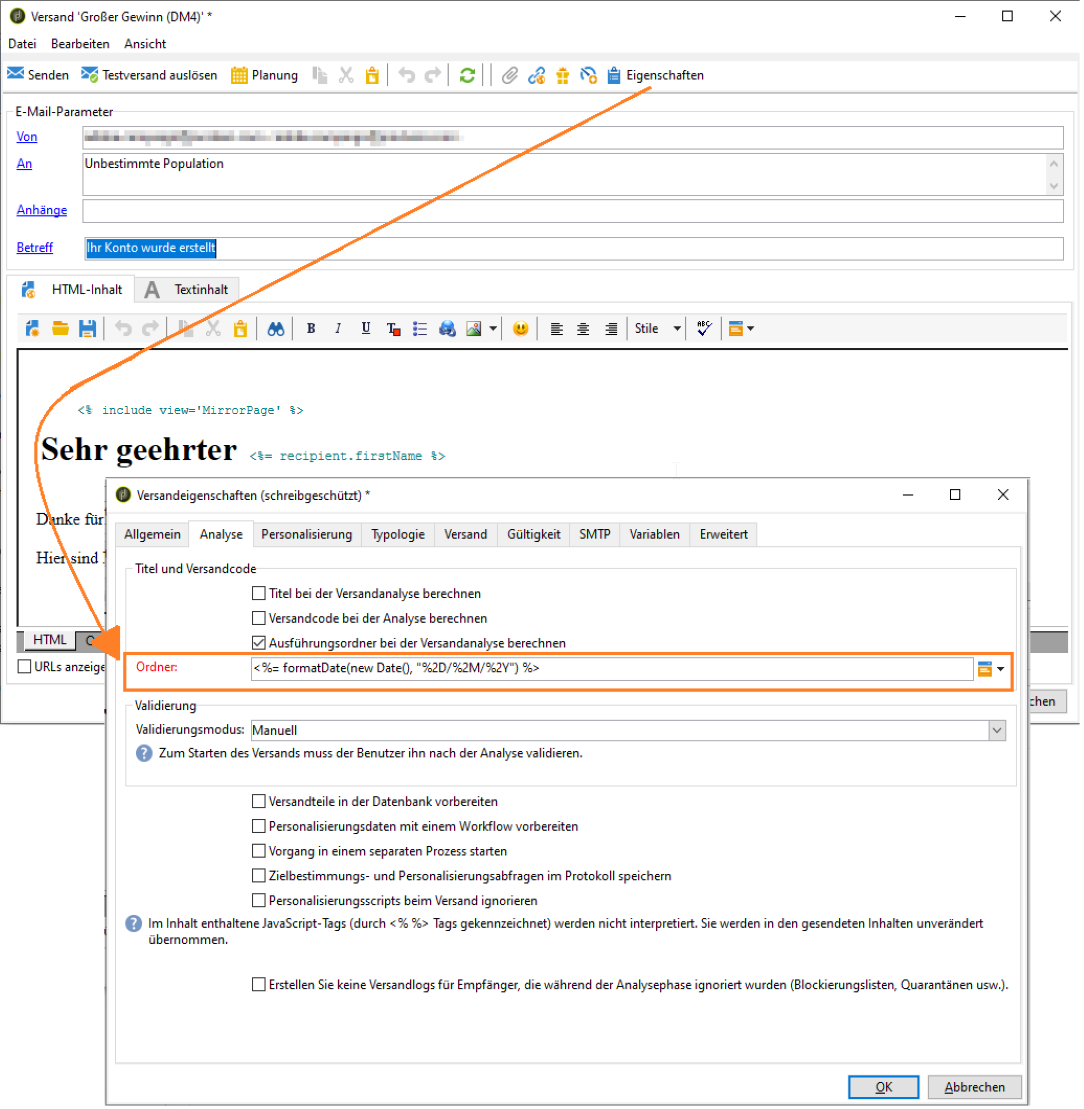 Versand 'Großer Gewinn (DM4)' *
Datei Bearbeiten Ansicht
Senden Testversand auslösen Planung Eigenschaften
E-Mail-Parameter
Von
An Unbestimmte Population
Anhänge
Betreff Ihr Konto wurde erstellt
HTML-Inhalt A Textinhalt
B I U T Stile ABC
<% include view='MirrorPage' %>
Sehr geehrter <%= recipient.firstName %>
Versandeigenschaften (schreibgeschützt) *
Danke für
Allgemein Analyse Personalisierung Typologie Versand Gültigkeit SMTP Variablen Erweitert
Hier sind
Titel und Versandcode
Titel bei der Versandanalyse berechnen
Versandcode bei der Analyse berechnen
HTML
Ausführungsordner bei der Versandanalyse berechnen
URLs anzeige
Ordner: <%= formatDate(new Date(), "%2D/%2M/%2Y") %>
chen
Validierung
Validierungsmodus: Manuell
Zum Starten des Versands muss der Benutzer ihn nach der Analyse validieren.
Versandteile in der Datenbank vorbereiten
Personalisierungsdaten mit einem Workflow vorbereiten
Vorgang in einem separaten Prozess starten
Zielbestimmungs- und Personalisierungsabfragen im Protokoll speichern
Personalisierungsscripts beim Versand ignorieren
Im Inhalt enthaltene JavaScript-Tags (durch <% %> Tags gekennzeichnet) werden nicht interpretiert. Sie werden in den gesendeten Inhalten unverändert
übernommen.
Erstellen Sie keine Versandlogs für Empfänger, die während der Analysephase ignoriert wurden (Blockierungslisten, Quarantänen usw.).
OK Abbrechen